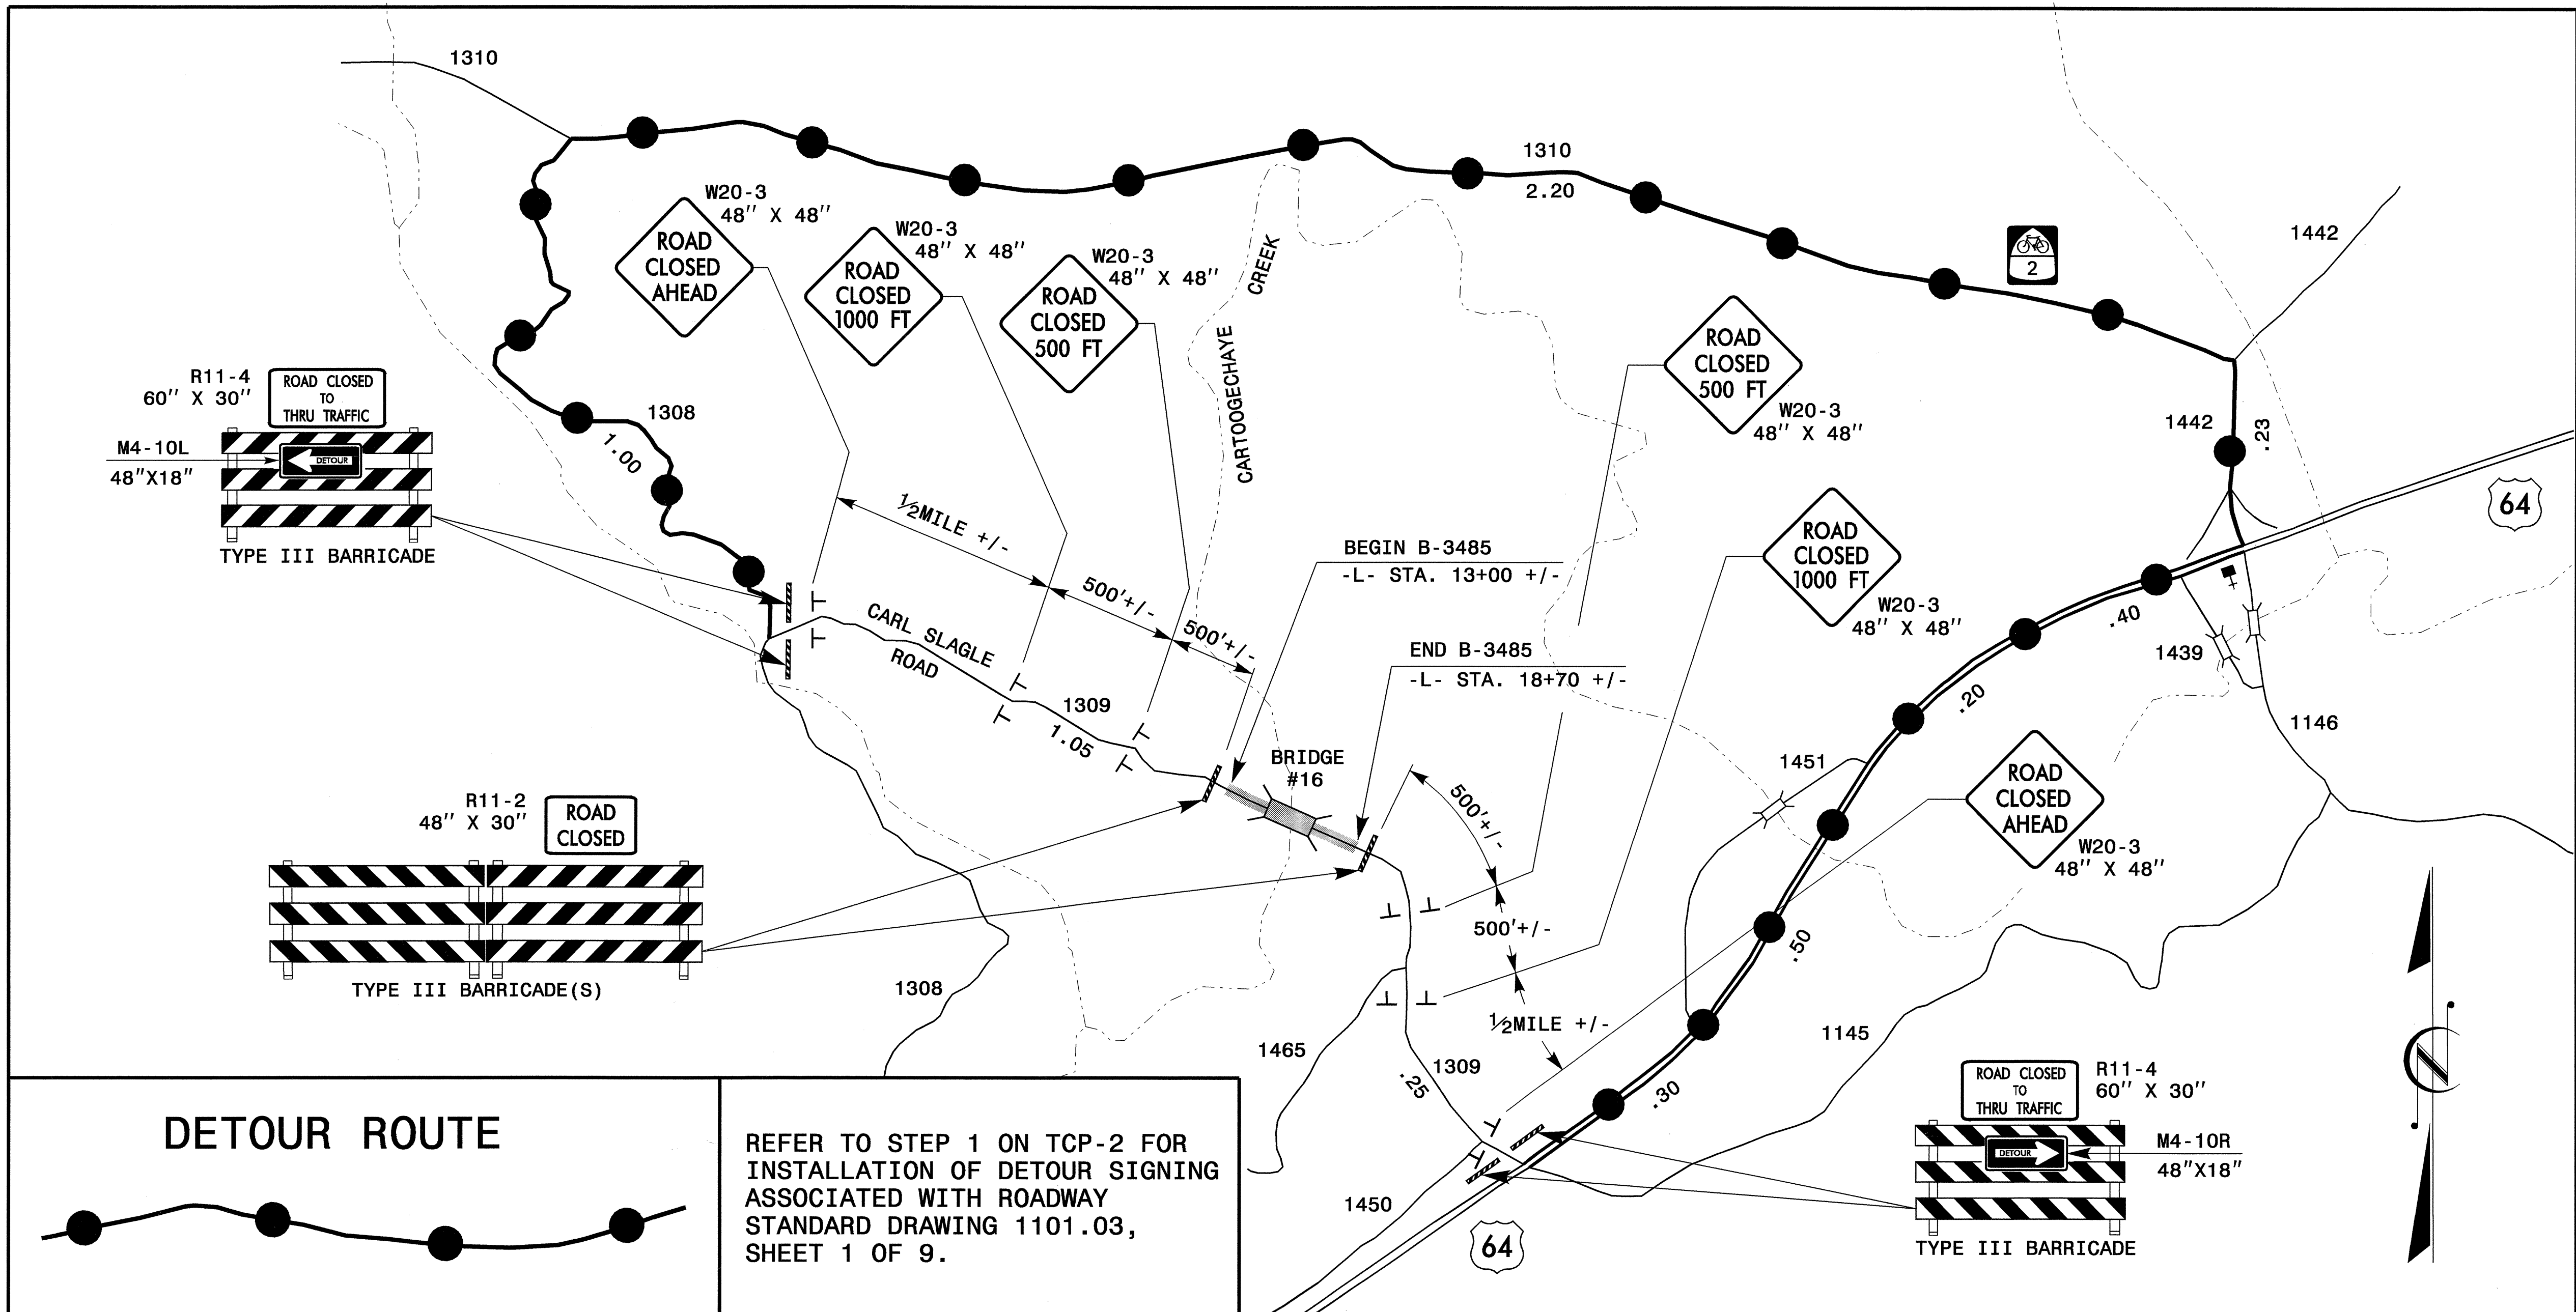 1310
1310
2.20
W20-3
48" X 48"
ROAD
CLOSED
AHEAD
W20-3
48" X 48"
ROAD
CLOSED
1000 FT
W20-3
48" X 48"
ROAD
CLOSED
500 FT
CARTOOGECHAYE
CREEK
2
1442
1442
.23
64
ROAD
CLOSED
500 FT
W20-3
48" X 48"
R11-4
60" X 30"
ROAD CLOSED
TO
THRU TRAFFIC
M4-10L
48"X18"
DETOUR
TYPE III BARRICADE
1308
1.00
½MILE +/-
500'+/-
500'+/-
BEGIN B-3485
-L- STA. 13+00 +/-
END B-3485
-L- STA. 18+70 +/-
ROAD
CLOSED
1000 FT
W20-3
48" X 48"
.40
.20
1439
1146
CARL SLAGLE
ROAD
1309
1.05
BRIDGE
#16
1451
ROAD
CLOSED
AHEAD
W20-3
48" X 48"
R11-2
48" X 30"
ROAD
CLOSED
TYPE III BARRICADE(S)
500'+/-
500'+/-
½MILE +/-
.50
1308
1465
1309
.25
.30
1145
1450
64
R11-4
60" X 30"
ROAD CLOSED
TO
THRU TRAFFIC
M4-10R
48"X18"
DETOUR
TYPE III BARRICADE
N
DETOUR ROUTE
REFER TO STEP 1 ON TCP-2 FOR
INSTALLATION OF DETOUR SIGNING
ASSOCIATED WITH ROADWAY
STANDARD DRAWING 1101.03,
SHEET 1 OF 9.